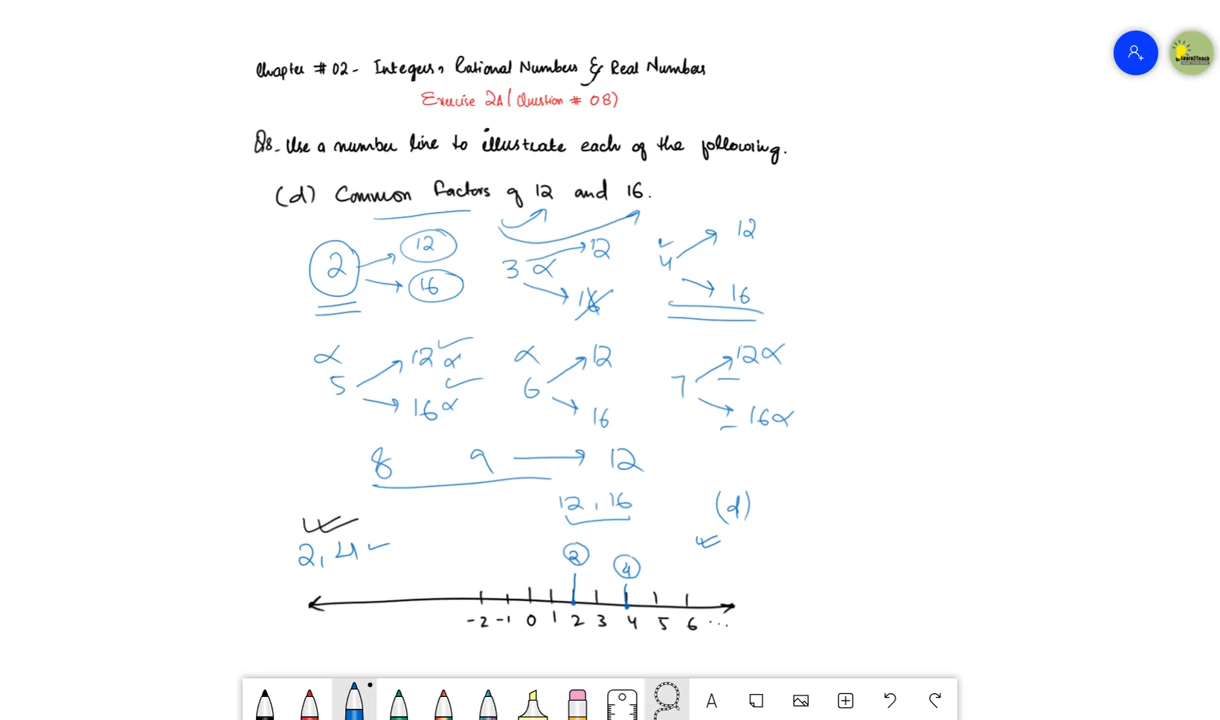 Chapter # 02 - Integers, Rational Numbers & Real Numbers
Exercise 2A (Question # 08)
Q8- Use a number line to illustrate each of the following.
(d) Common Factors of 12 and 16.
2 12 16
3 α 12 16
4 12 16
α 5 12 α 16 α
α 6 12 16
7 12 α 16 α
8 9 12
12, 16 (d)
2, 4
2 4
-2 -1 0 1 2 3 4 5 6 ...
A